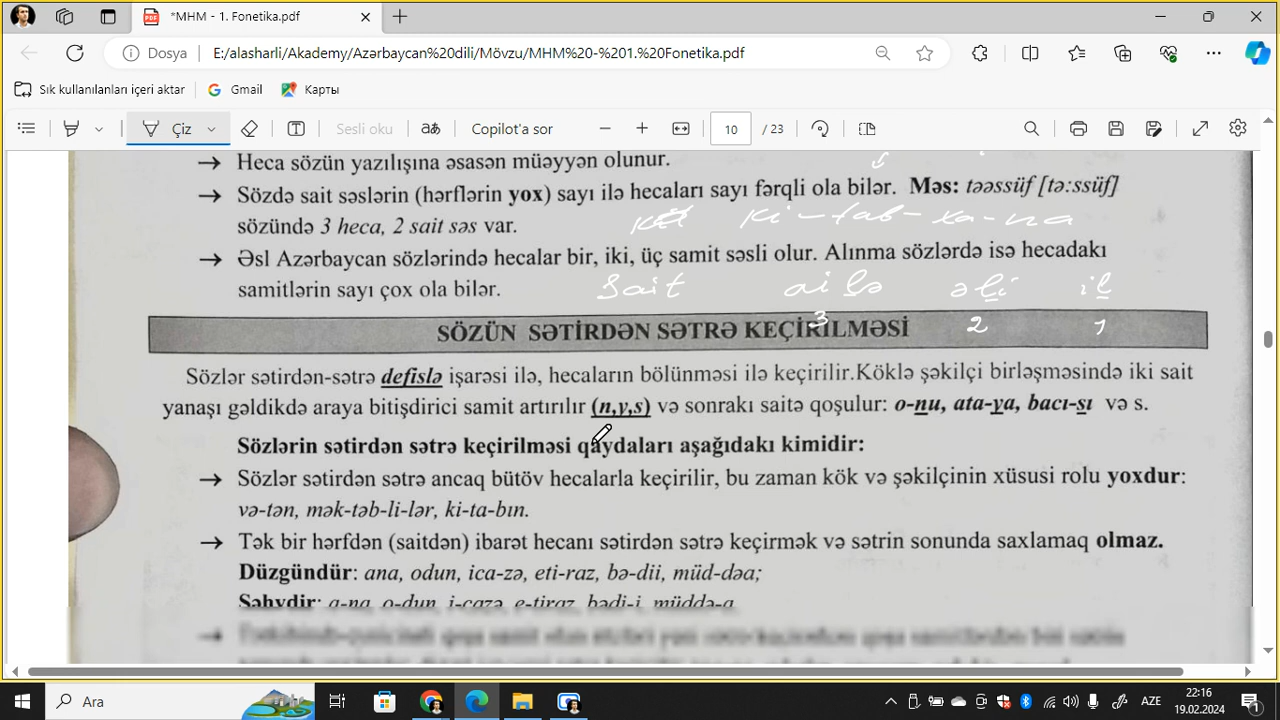 *MHM - 1. Fonetika.pdf
Dosya E:/alasharli/Akademy/Azərbaycan%20dili/Mövzu/MHM%20-%201.%20Fonetika.pdf
Sık kullanılanları içeri aktar Gmail Карты
Çiz Sesli oku aあ Copilot'a sor 10 / 23
→ Heca sözün yazılışına əsasən müəyyən olunur.
→ Sözdə sait səslərin (hərflərin yox) sayı ilə hecaları sayı fərqli ola bilər. Məs: təəssüf [tə:ssüf]
sözündə 3 heca, 2 sait səs var.
ki-tab-xa-na
→ Əsl Azərbaycan sözlərində hecalar bir, iki, üç samit səsli olur. Alınma sözlərdə isə hecadakı
samitlərin sayı çox ola bilər.
Sait ailə əli il
3 2 1
SÖZÜN SƏTİRDƏN SƏTRƏ KEÇİRİLMƏSİ
Sözlər sətirdən-sətrə defislə işarəsi ilə, hecaların bölünməsi ilə keçirilir.Köklə şəkilçi birləşməsində iki sait
yanaşı gəldikdə araya bitişdirici samit artırılır (n,y,s) və sonrakı saitə qoşulur: o-nu, ata-ya, bacı-sı və s.
Sözlərin sətirdən sətrə keçirilməsi qaydaları aşağıdakı kimidir:
→ Sözlər sətirdən sətrə ancaq bütöv hecalarla keçirilir, bu zaman kök və şəkilçinin xüsusi rolu yoxdur:
və-tən, mək-təb-li-lər, ki-ta-bın.
→ Tək bir hərfdən (saitdən) ibarət hecanı sətirdən sətrə keçirmək və sətrin sonunda saxlamaq olmaz.
Düzgündür: ana, odun, ica-zə, eti-raz, bə-dii, müd-dəa;
Səhvdir: a-na, o-dun, i-cazə, e-tiraz, bədi-i, müddə-a
Ara AZE 22:16
19.02.2024